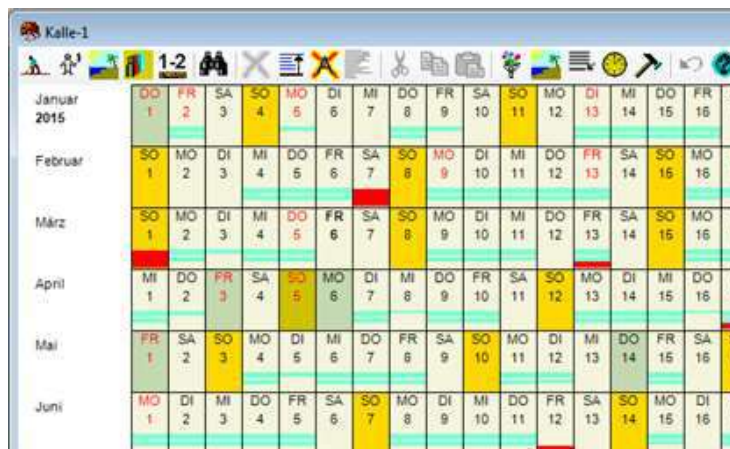 Kalle-1
1-2
Januar DO FR SA SO MO DI MI DO FR SA SO MO DI MI DO FR
2015 1 2 3 4 5 6 7 8 9 10 11 12 13 14 15 16
Februar SO MO DI MI DO FR SA SO MO DI MI DO FR SA SO MO
1 2 3 4 5 6 7 8 9 10 11 12 13 14 15 16
März SO MO DI MI DO FR SA SO MO DI MI DO FR SA SO MO
1 2 3 4 5 6 7 8 9 10 11 12 13 14 15 16
April MI DO FR SA SO MO DI MI DO FR SA SO MO DI MI DO
1 2 3 4 5 6 7 8 9 10 11 12 13 14 15 16
Mai FR SA SO MO DI MI DO FR SA SO MO DI MI DO FR SA
1 2 3 4 5 6 7 8 9 10 11 12 13 14 15 16
Juni MO DI MI DO FR SA SO MO DI MI DO FR SA SO MO DI
1 2 3 4 5 6 7 8 9 10 11 12 13 14 15 16